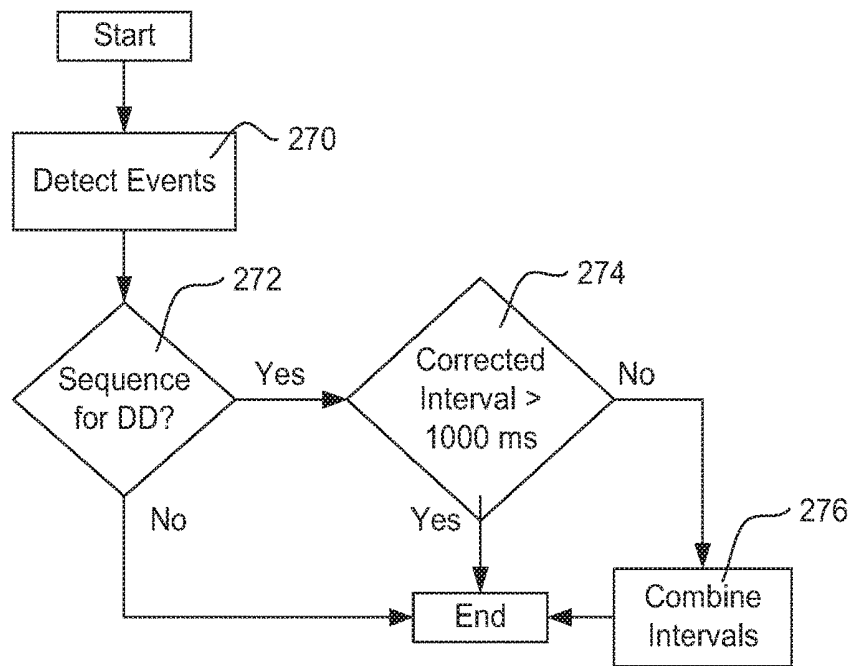 Start
270
Detect Events
272
Sequence
for DD?
Yes
No
274
Corrected
Interval >
1000 ms
No
Yes
276
Combine
Intervals
End